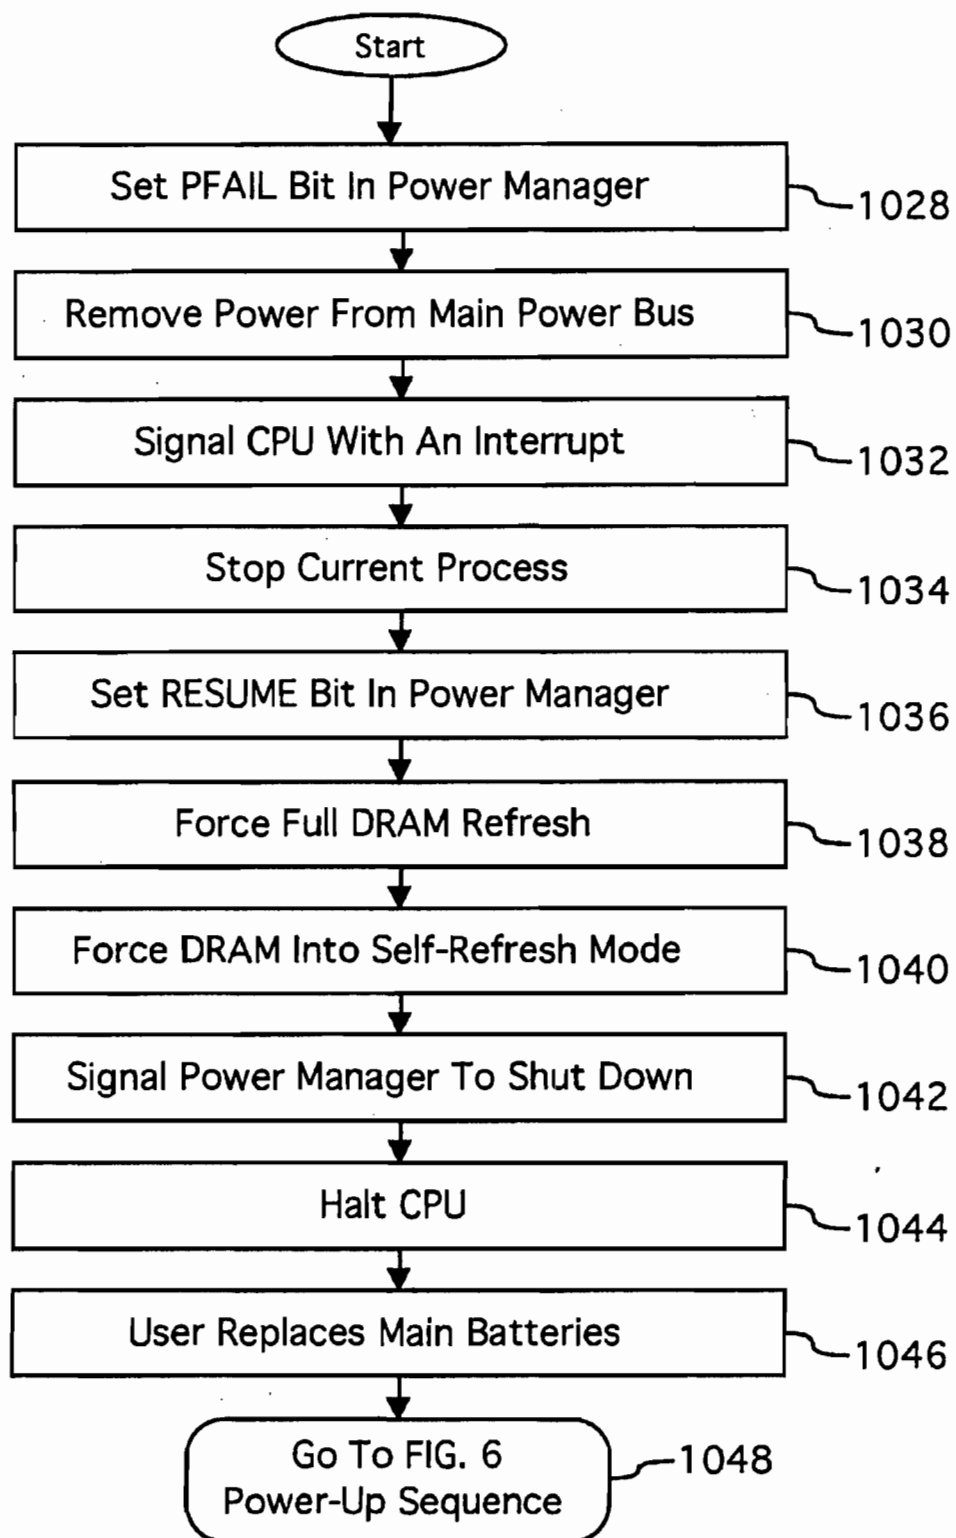 Start
Set PFAIL Bit In Power Manager
1028
Remove Power From Main Power Bus
1030
Signal CPU With An Interrupt
1032
Stop Current Process
1034
Set RESUME Bit In Power Manager
1036
Force Full DRAM Refresh
1038
Force DRAM Into Self-Refresh Mode
1040
Signal Power Manager To Shut Down
1042
Halt CPU
1044
User Replaces Main Batteries
1046
Go To FIG. 6
Power-Up Sequence
1048